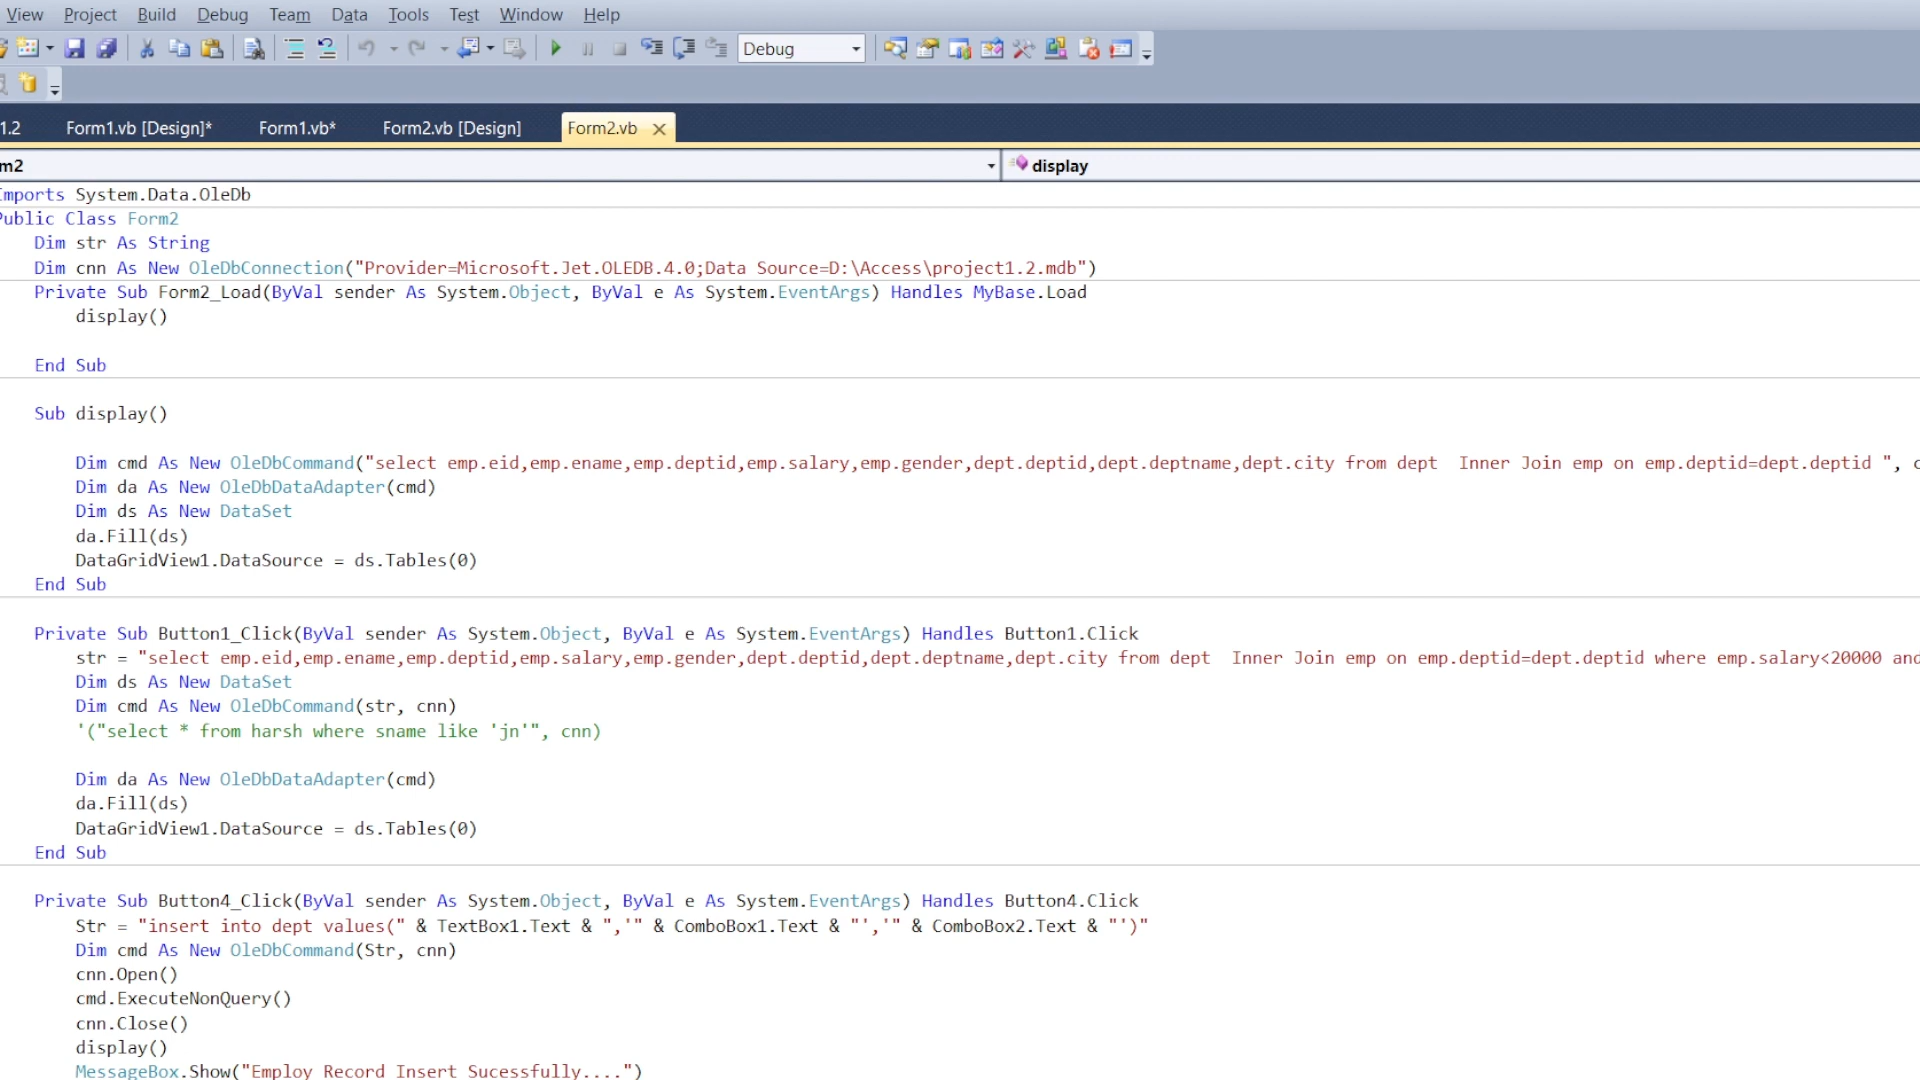 View Project Build Debug Team Data Tools Test Window Help
Debug
1.2 Form1.vb [Design]* Form1.vb* Form2.vb [Design] Form2.vb
m2 display
Imports System.Data.OleDb
Public Class Form2
Dim str As String
Dim cnn As New OleDbConnection("Provider=Microsoft.Jet.OLEDB.4.0;Data Source=D:\Access\project1.2.mdb")
Private Sub Form2_Load(ByVal sender As System.Object, ByVal e As System.EventArgs) Handles MyBase.Load
display()
End Sub
Sub display()
Dim cmd As New OleDbCommand("select emp.eid,emp.ename,emp.deptid,emp.salary,emp.gender,dept.deptid,dept.deptname,dept.city from dept  Inner Join emp on emp.deptid=dept.deptid ", c
Dim da As New OleDbDataAdapter(cmd)
Dim ds As New DataSet
da.Fill(ds)
DataGridView1.DataSource = ds.Tables(0)
End Sub
Private Sub Button1_Click(ByVal sender As System.Object, ByVal e As System.EventArgs) Handles Button1.Click
str = "select emp.eid,emp.ename,emp.deptid,emp.salary,emp.gender,dept.deptid,dept.deptname,dept.city from dept  Inner Join emp on emp.deptid=dept.deptid where emp.salary<20000 and
Dim ds As New DataSet
Dim cmd As New OleDbCommand(str, cnn)
'("select * from harsh where sname like 'jn'", cnn)
Dim da As New OleDbDataAdapter(cmd)
da.Fill(ds)
DataGridView1.DataSource = ds.Tables(0)
End Sub
Private Sub Button4_Click(ByVal sender As System.Object, ByVal e As System.EventArgs) Handles Button4.Click
Str = "insert into dept values(" & TextBox1.Text & ",'" & ComboBox1.Text & "','" & ComboBox2.Text & "')"
Dim cmd As New OleDbCommand(Str, cnn)
cnn.Open()
cmd.ExecuteNonQuery()
cnn.Close()
display()
MessageBox.Show("Employ Record Insert Sucessfully....")